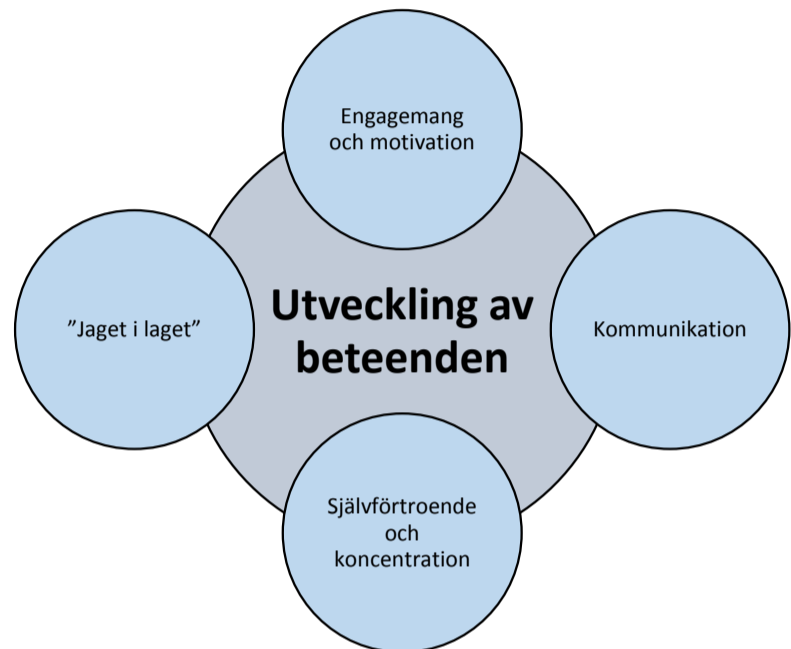 Engagemang
och motivation
”Jaget i laget”
Utveckling av
beteenden
Kommunikation
Självförtroende
och
koncentration